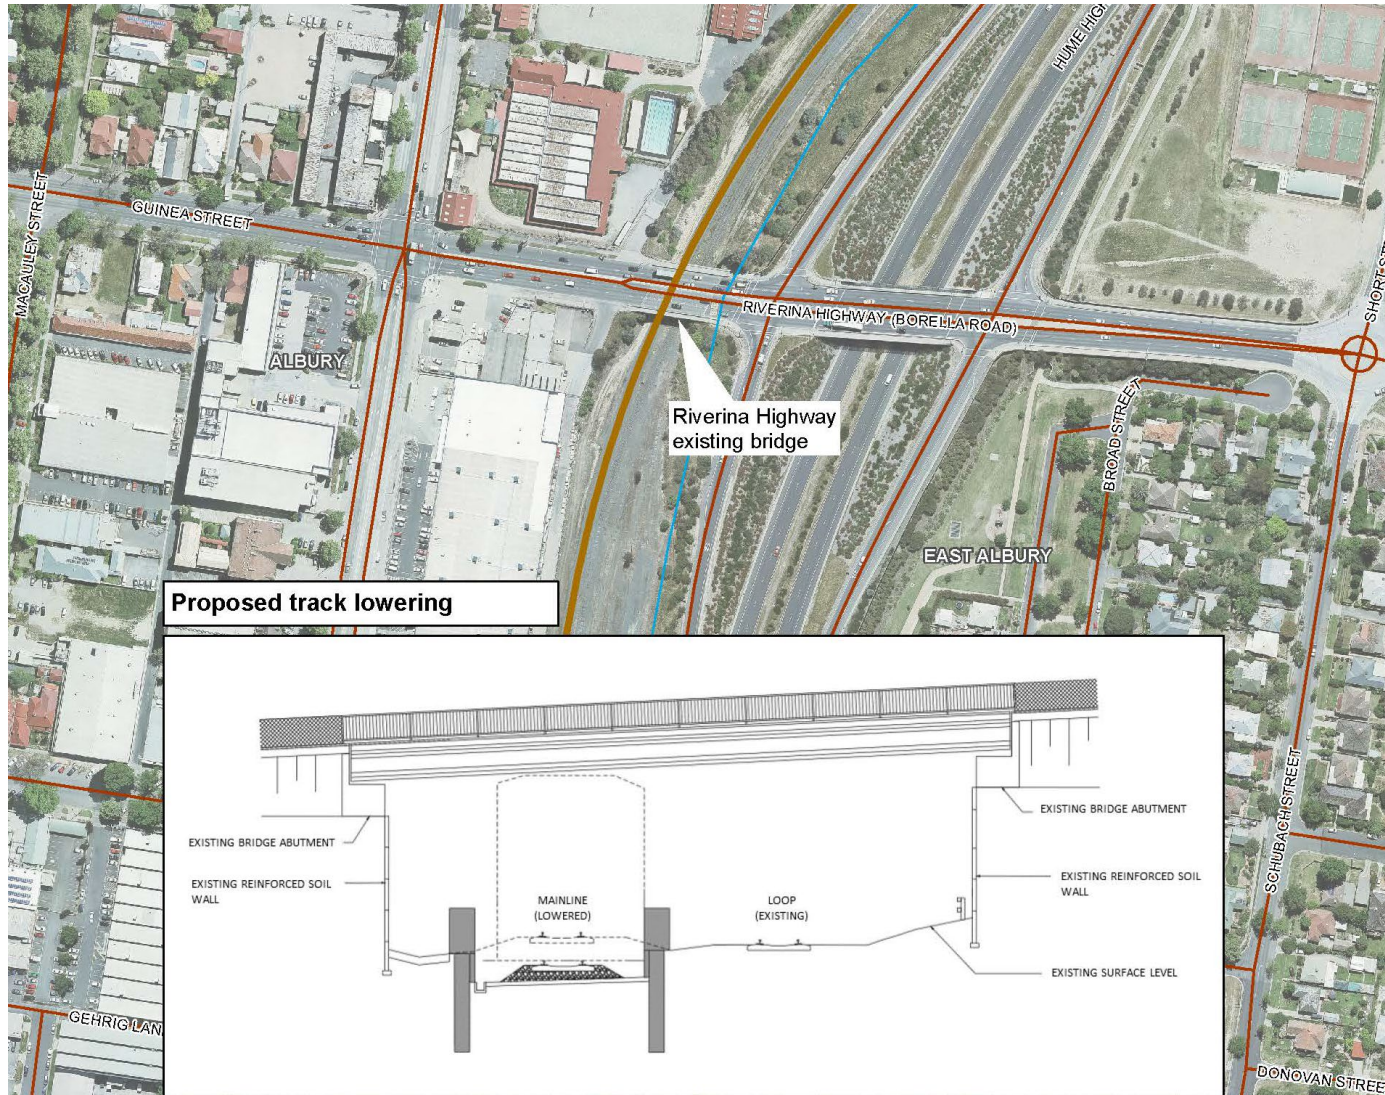 HUME HIGH
MACAULEY STREET
GUINEA STREET
SHORT ST
RIVERINA HIGHWAY (BORELLA ROAD)
ALBURY
BROAD STREET
Riverina Highway
existing bridge
EAST ALBURY
Proposed track lowering
EXISTING BRIDGE ABUTMENT
EXISTING BRIDGE ABUTMENT
EXISTING REINFORCED SOIL
WALL
MAINLINE
(LOWERED)
LOOP
(EXISTING)
EXISTING REINFORCED SOIL
WALL
EXISTING SURFACE LEVEL
SCHUBACH STREET
GEHRIG LAN
DONOVAN STREE